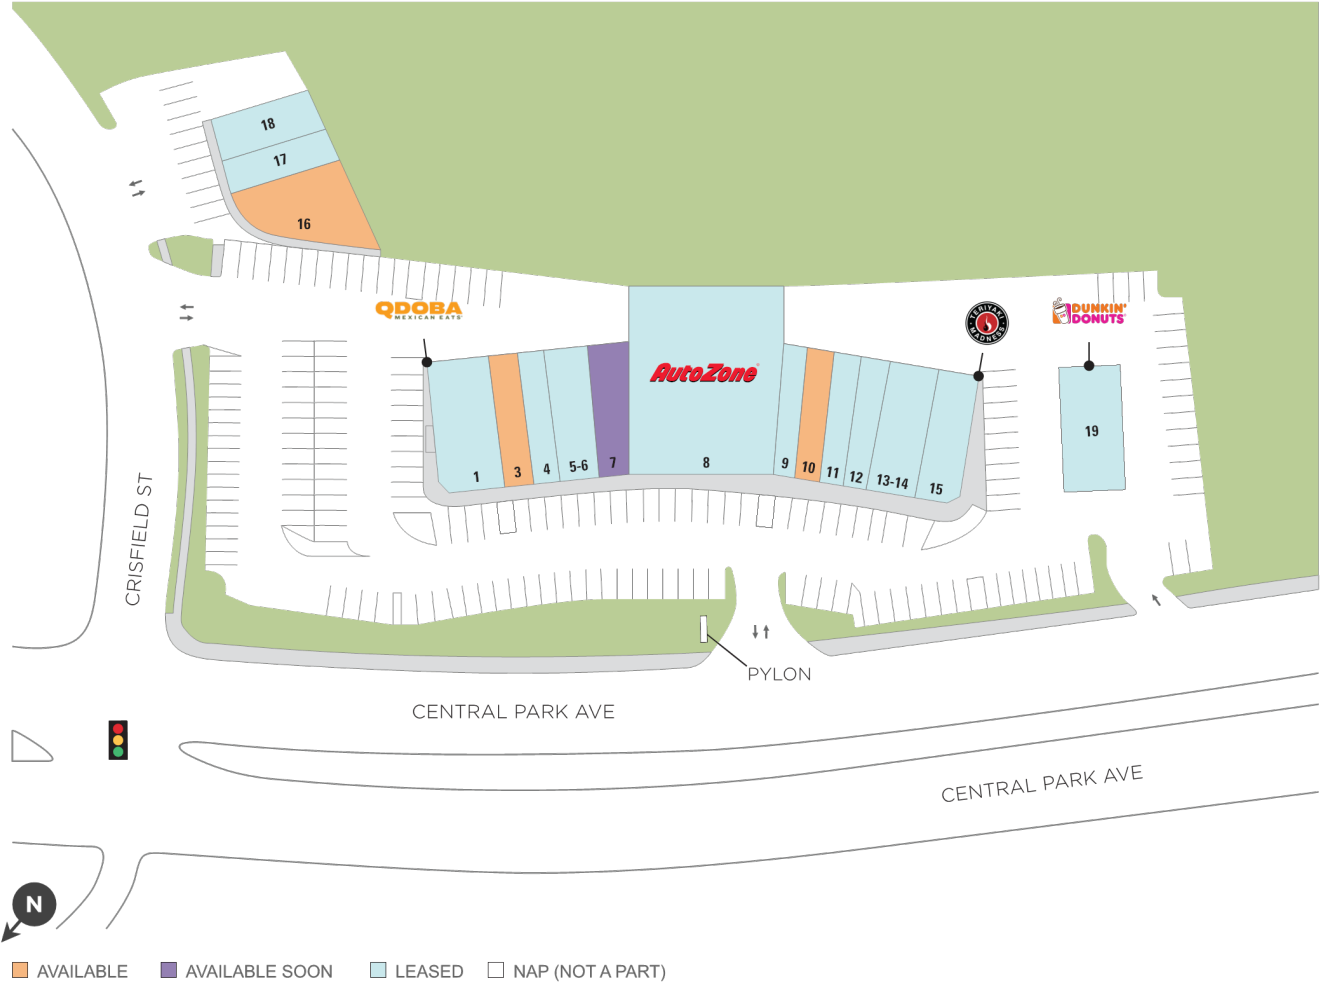 18
17
16
QDOBA
MEXICAN EATS
TERIYAKI
MADNESS
DUNKIN'
DONUTS
AutoZone
1
3
4
5-6
7
8
9
10
11
12
13-14
15
19
CRISFIELD ST
PYLON
CENTRAL PARK AVE
CENTRAL PARK AVE
N
AVAILABLE
AVAILABLE SOON
LEASED
NAP (NOT A PART)